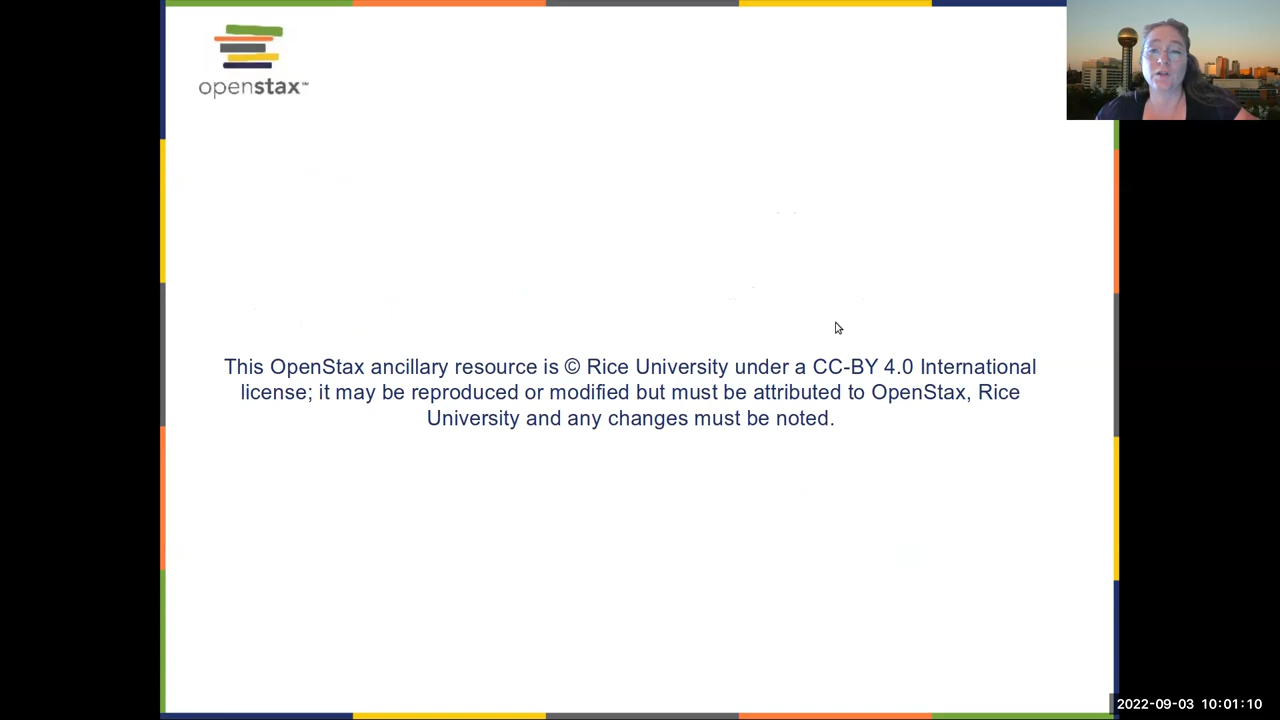 openstax™
This OpenStax ancillary resource is © Rice University under a CC-BY 4.0 International
license; it may be reproduced or modified but must be attributed to OpenStax, Rice
University and any changes must be noted.
2022-09-03 10:01:10